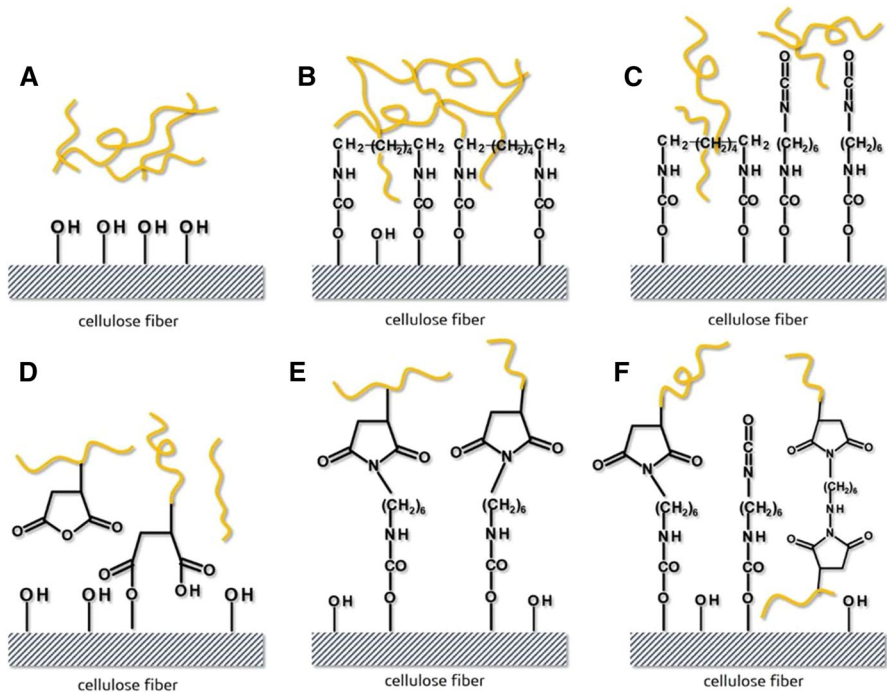 A
OH OH OH OH
cellulose fiber
B
CH2-(CH2)4-CH2 CH2-(CH2)4-CH2
NH NH NH NH
CO CO CO CO
O OH O O O
cellulose fiber
C
O O
C C
N N
CH2-(CH2)4-CH2 (CH2)6 (CH2)6
NH NH NH NH
CO CO CO CO
O O O O
cellulose fiber
D
O O O
O O
OH
OH OH O OH
cellulose fiber
E
O O O O
N N
(CH2)6 (CH2)6
NH NH
CO CO
OH O O OH
cellulose fiber
F
O O
N
(CH2)6
NH
CO
O
OH
O
C
N
(CH2)6
NH
CO
O
O O
N
(CH2)6
NH
N
O O
OH
cellulose fiber